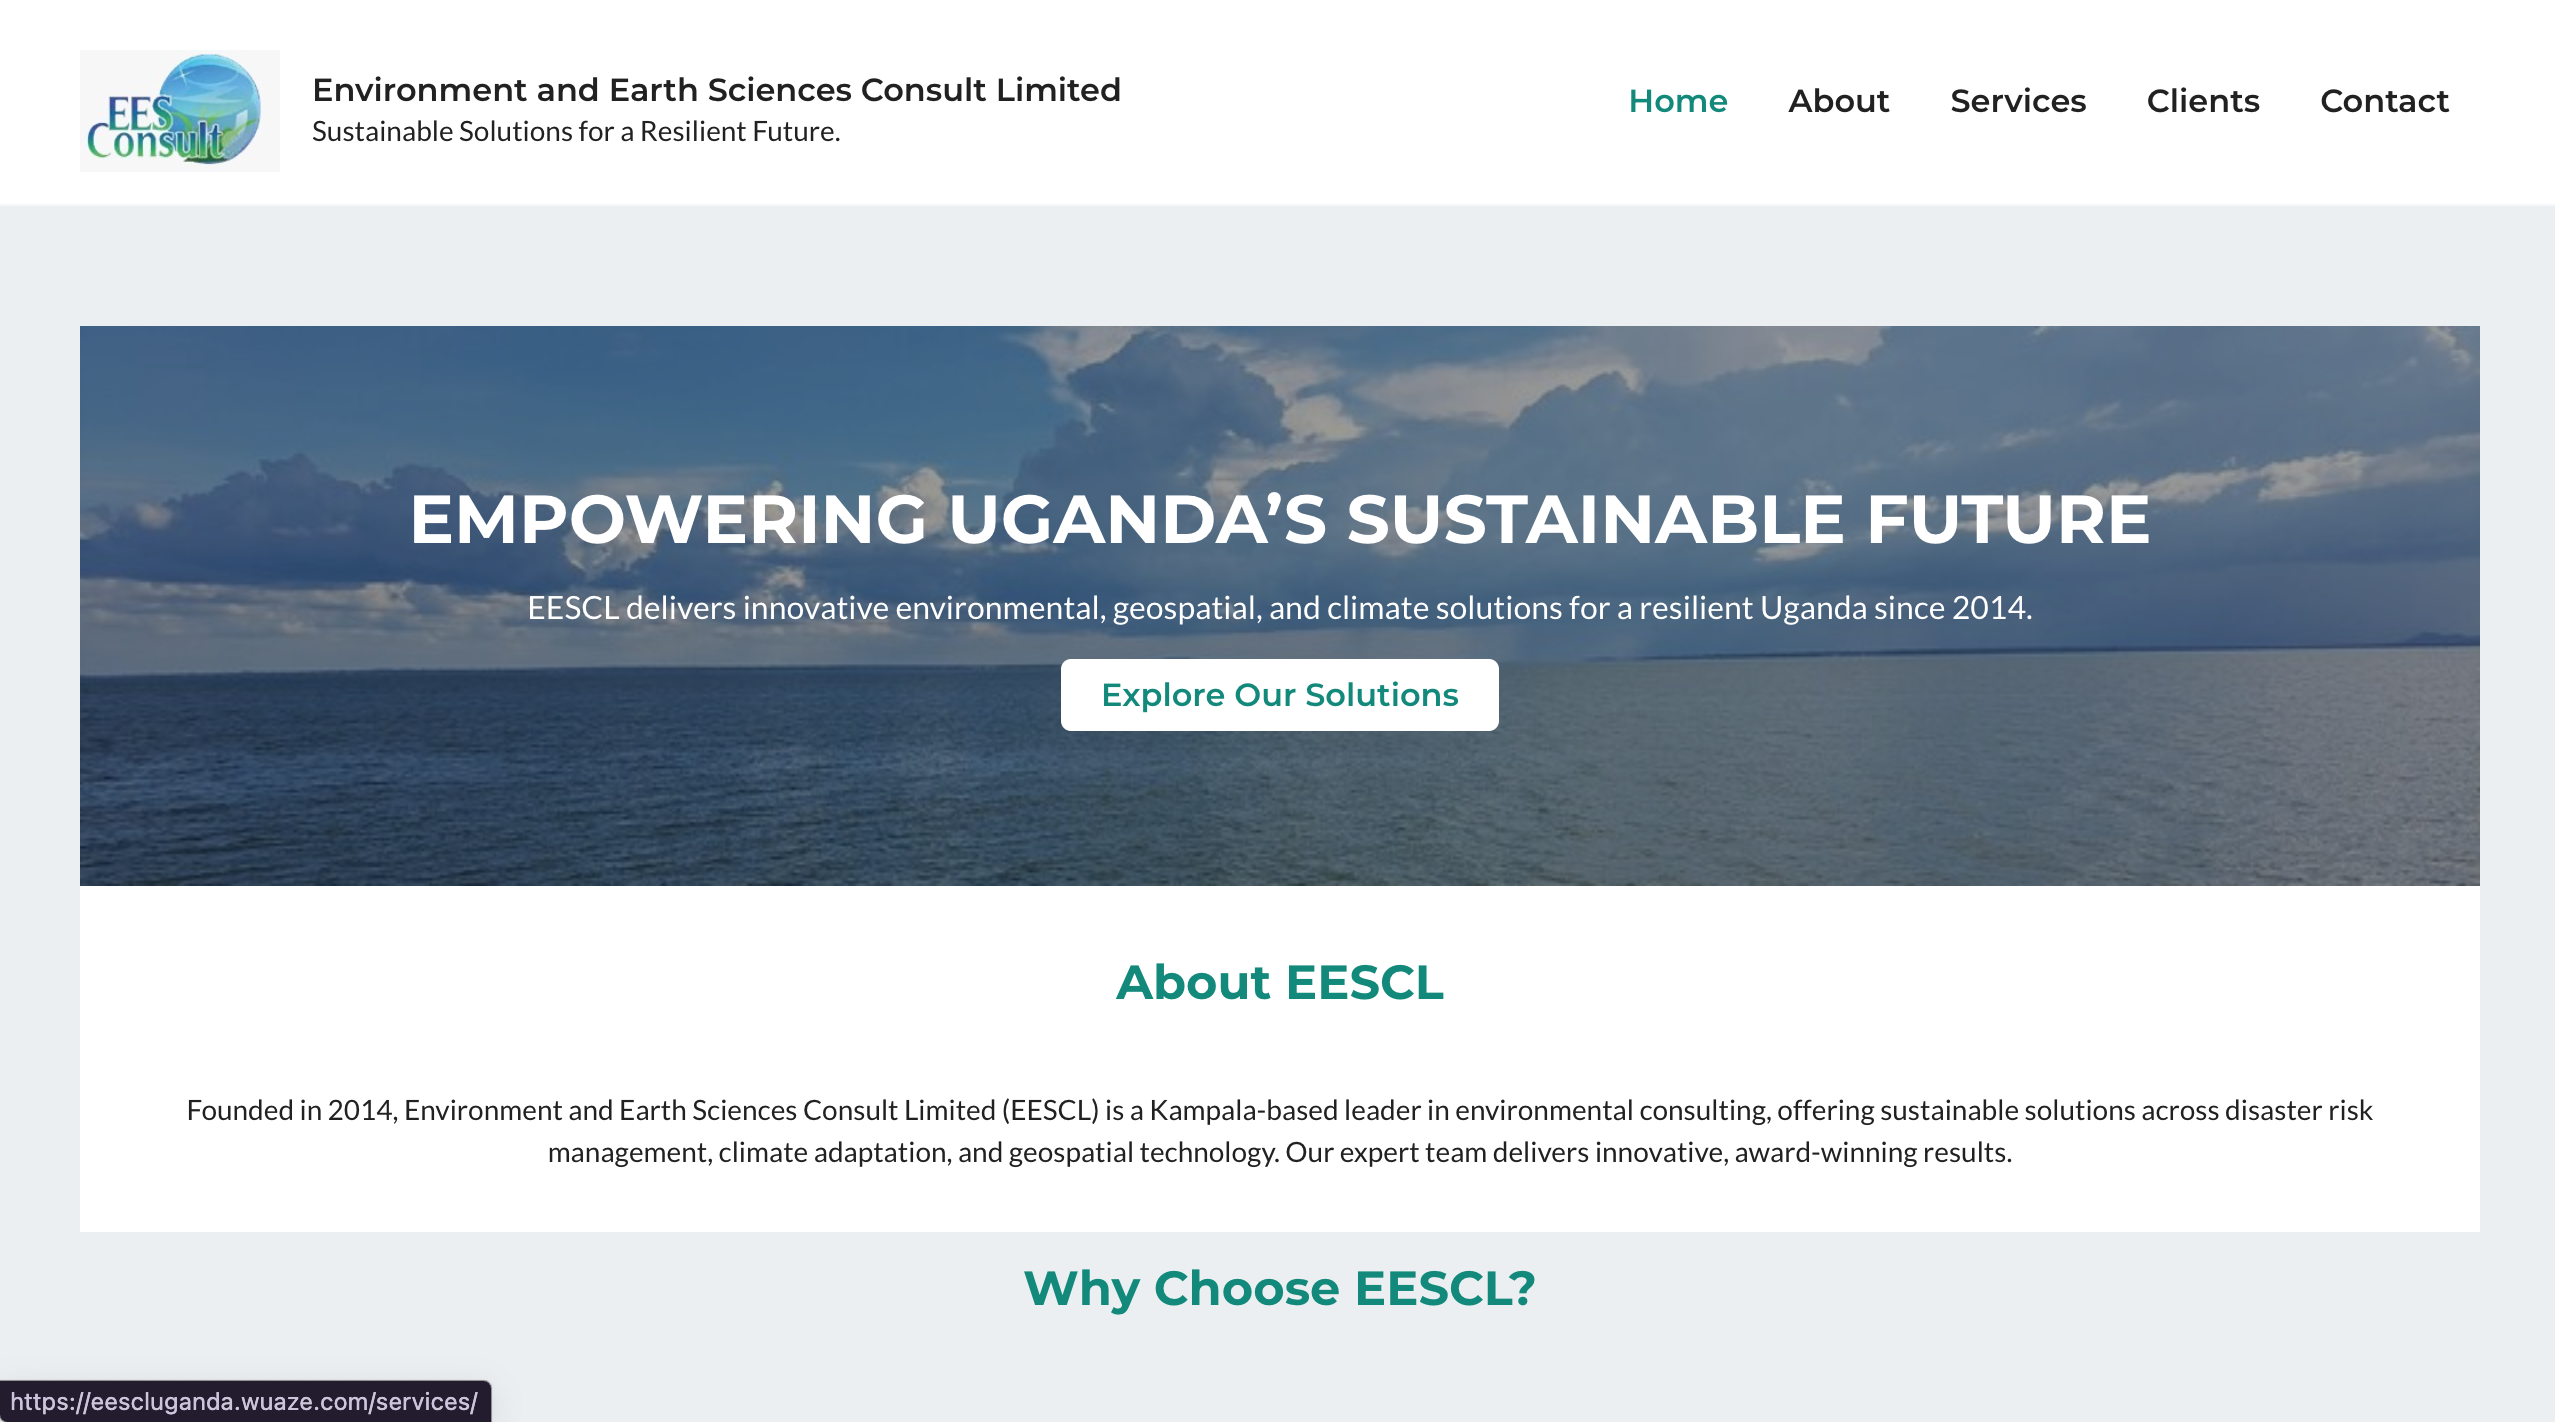 EES
Consult
Environment and Earth Sciences Consult Limited
Sustainable Solutions for a Resilient Future.
Home
About
Services
Clients
Contact
EMPOWERING UGANDA’S SUSTAINABLE FUTURE
EESCL delivers innovative environmental, geospatial, and climate solutions for a resilient Uganda since 2014.
Explore Our Solutions
About EESCL
Founded in 2014, Environment and Earth Sciences Consult Limited (EESCL) is a Kampala-based leader in environmental consulting, offering sustainable solutions across disaster risk
management, climate adaptation, and geospatial technology. Our expert team delivers innovative, award-winning results.
Why Choose EESCL?
https://eescluganda.wuaze.com/services/